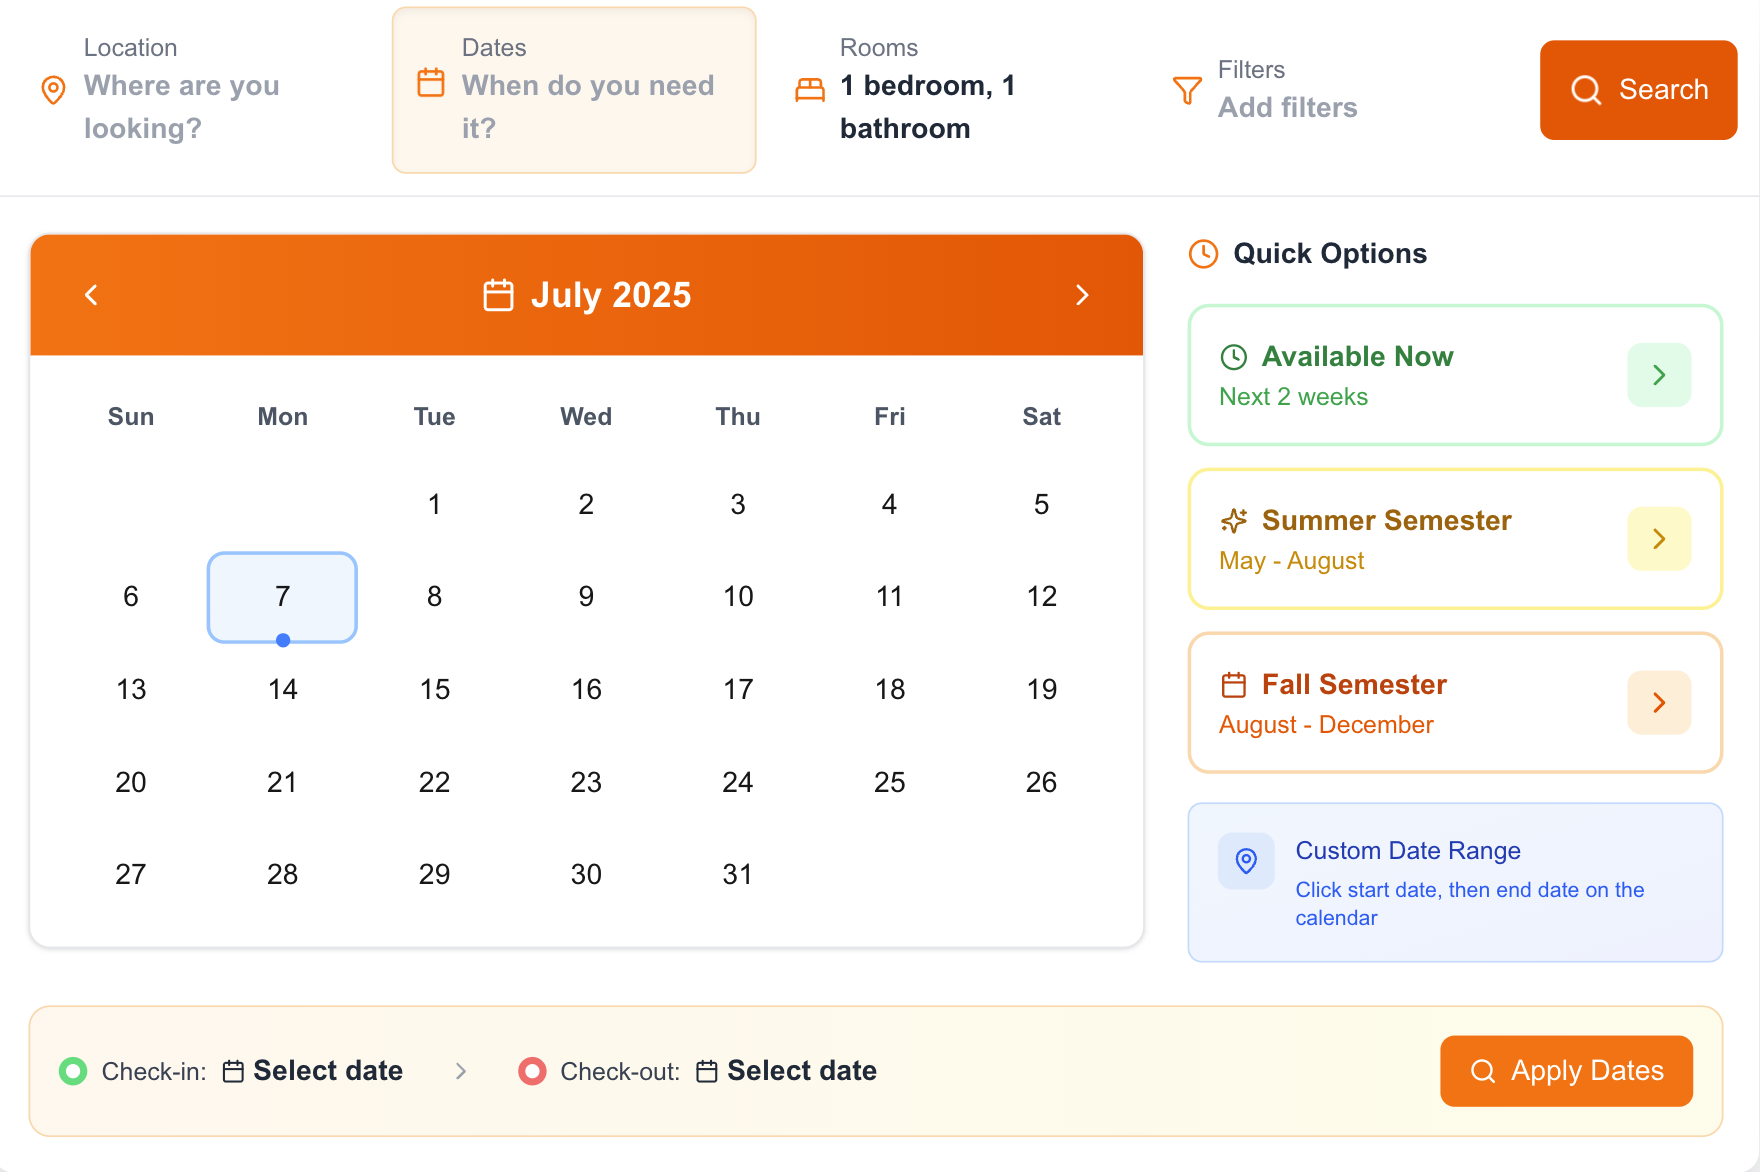 Location
Where are you
looking?
Dates
When do you need
it?
Rooms
1 bedroom, 1
bathroom
Filters
Add filters
Search
July 2025
Sun Mon Tue Wed Thu Fri Sat
1 2 3 4 5
6 7 8 9 10 11 12
13 14 15 16 17 18 19
20 21 22 23 24 25 26
27 28 29 30 31
Quick Options
Available Now
Next 2 weeks
Summer Semester
May - August
Fall Semester
August - December
Custom Date Range
Click start date, then end date on the
calendar
Check-in: Select date
Check-out: Select date
Apply Dates